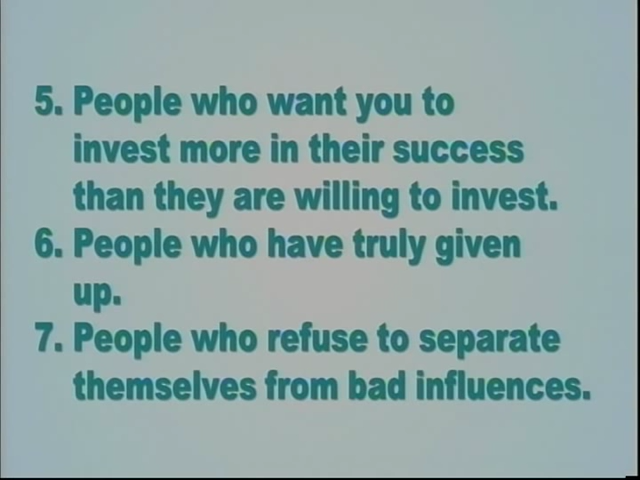 5. People who want you to
invest more in their success
than they are willing to invest.
6. People who have truly given
up.
7. People who refuse to separate
themselves from bad influences.